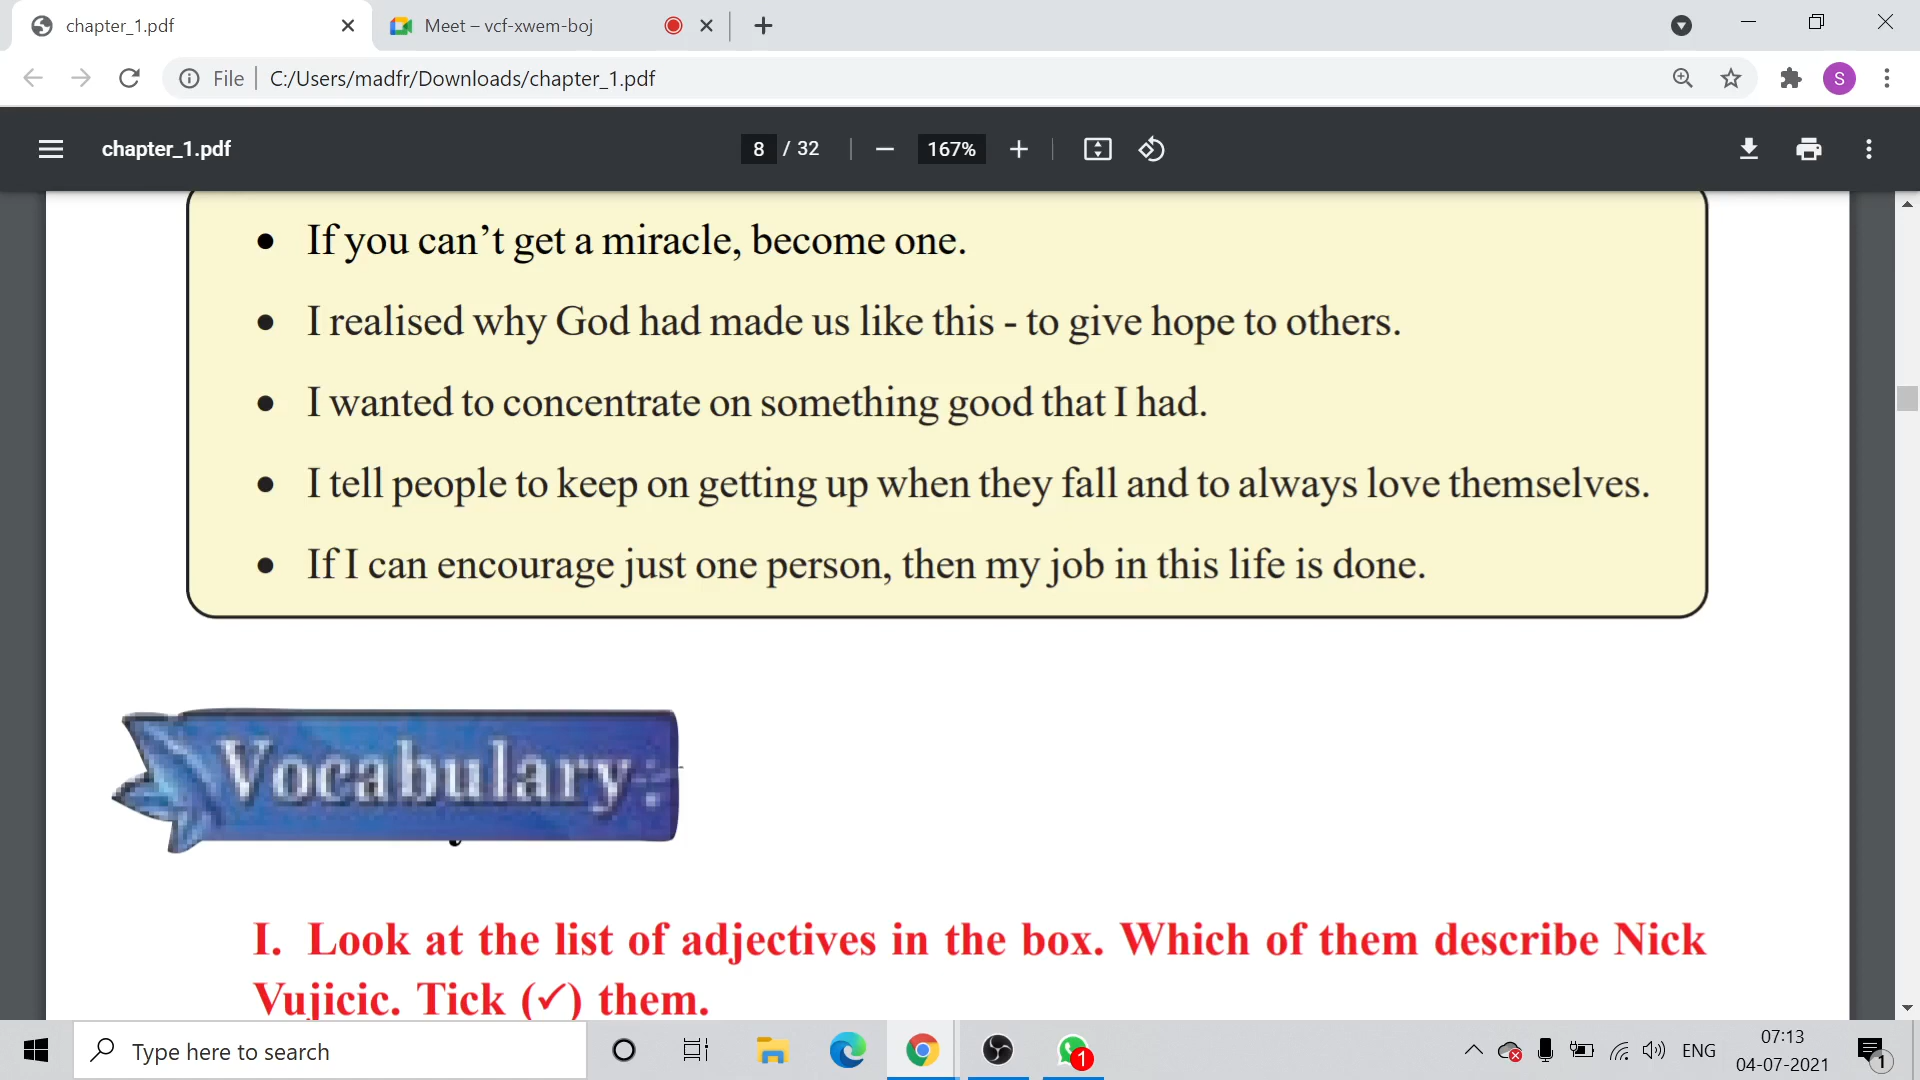 chapter_1.pdf
Meet – vcf-xwem-boj
File
C:/Users/madfr/Downloads/chapter_1.pdf
S
chapter_1.pdf
8 / 32
167%
• If you can’t get a miracle, become one.
• I realised why God had made us like this - to give hope to others.
• I wanted to concentrate on something good that I had.
• I tell people to keep on getting up when they fall and to always love themselves.
• If I can encourage just one person, then my job in this life is done.
Vocabulary:
I. Look at the list of adjectives in the box. Which of them describe Nick
Vujicic. Tick (✓) them.
Type here to search
1
ENG
07:13
04-07-2021
1